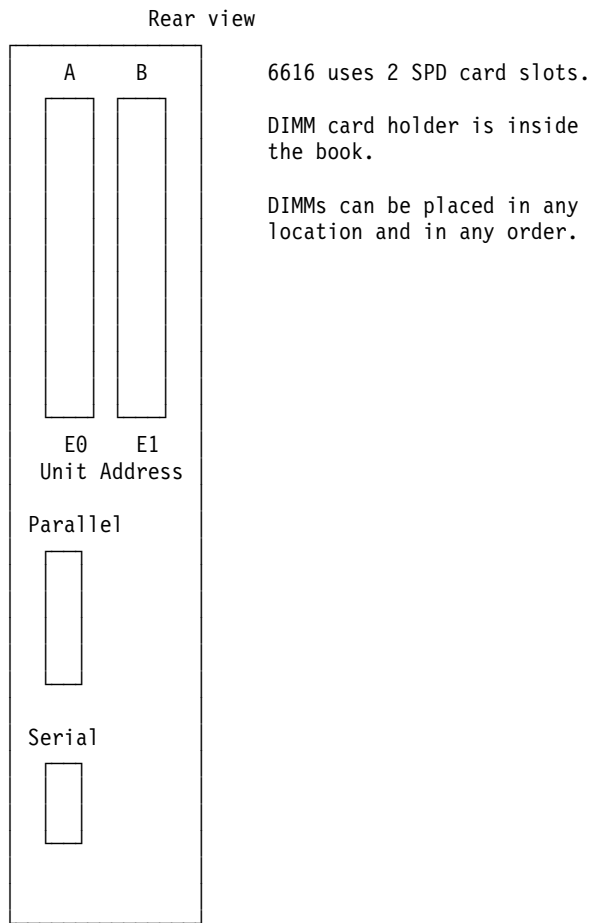 Rear view
A B
6616 uses 2 SPD card slots.
DIMM card holder is inside
the book.
DIMMs can be placed in any
location and in any order.
E0 E1
Unit Address
Parallel
Serial